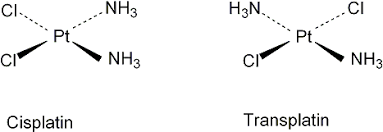 Cl NH3 H3N Cl
Pt Pt
Cl NH3 Cl NH3
Cisplatin Transplatin